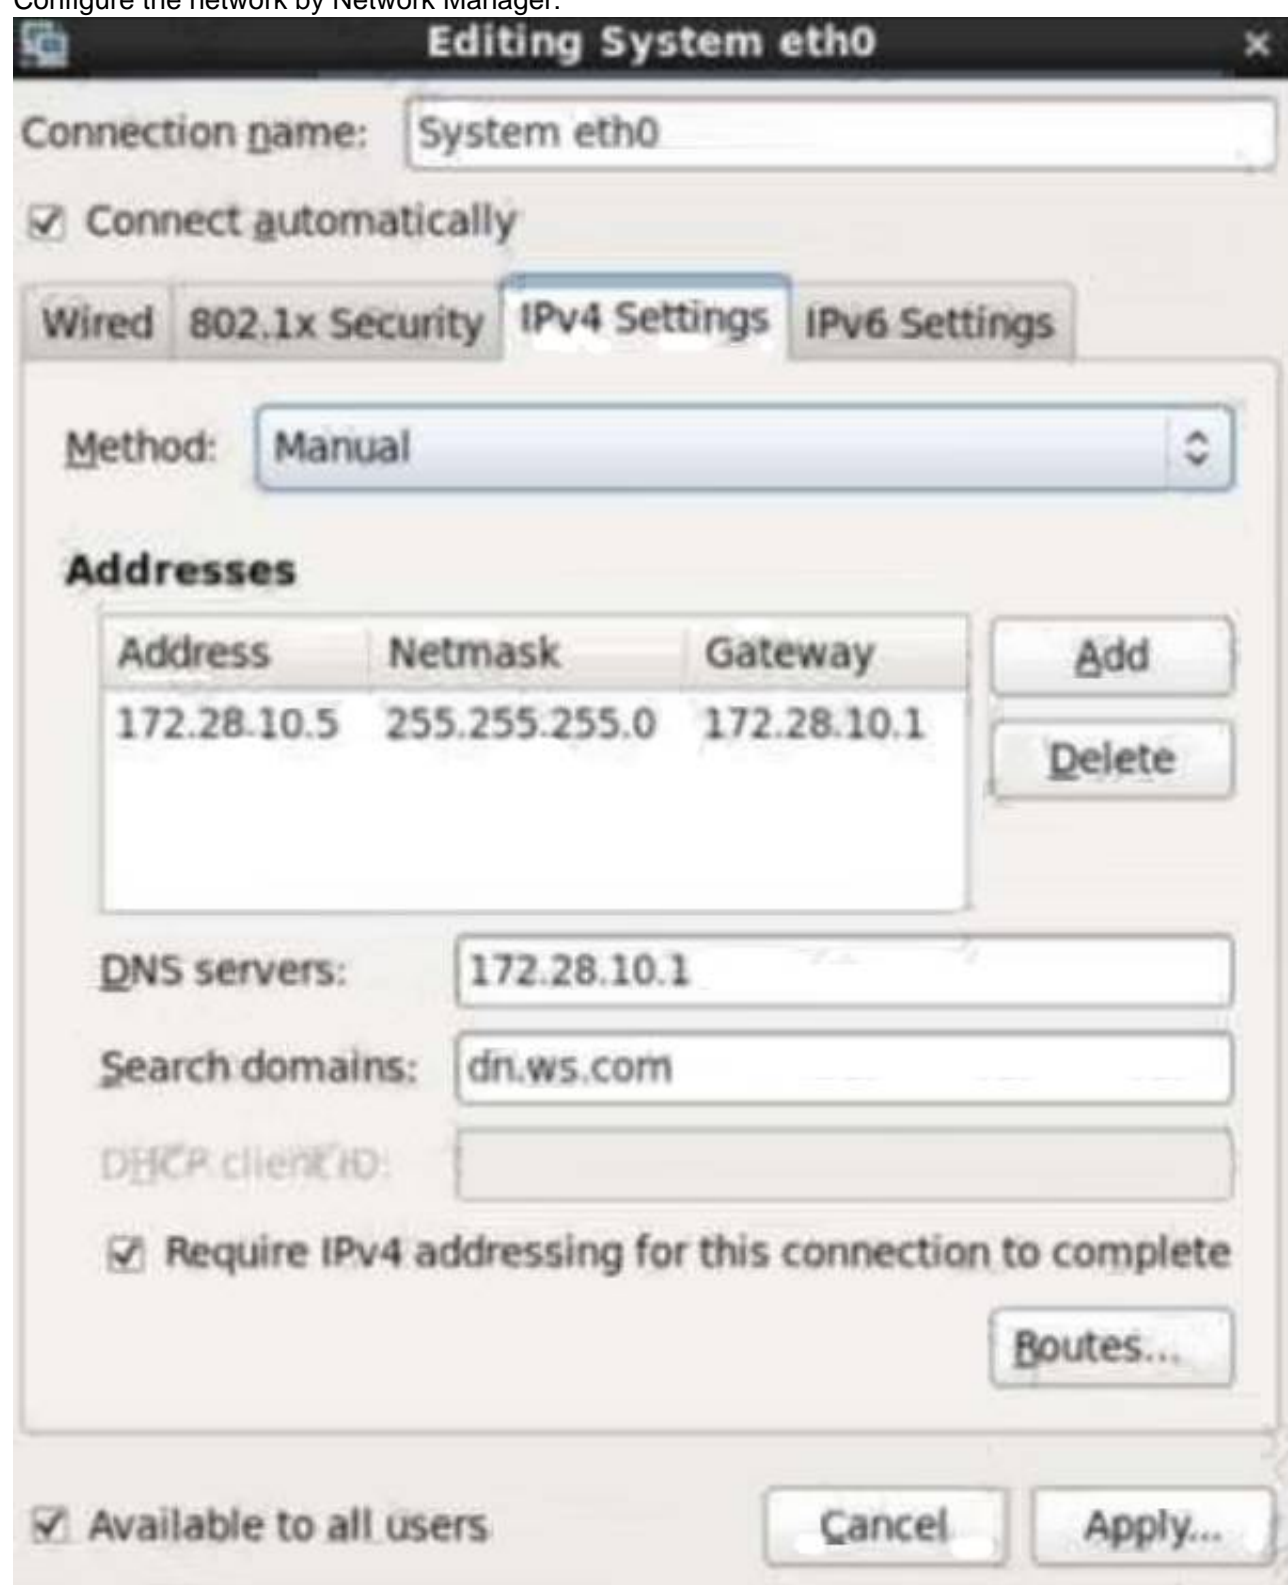 Configure the network by Network Manager:
Editing System eth0
Connection name: System eth0
Connect automatically
Wired 802.1x Security IPv4 Settings IPv6 Settings
Method: Manual
Addresses
Address Netmask Gateway Add
172.28.10.5 255.255.255.0 172.28.10.1
Delete
DNS servers: 172.28.10.1
Search domains: dn.ws.com
DHCP client ID:
Require IPv4 addressing for this connection to complete
Routes...
Available to all users Cancel Apply...